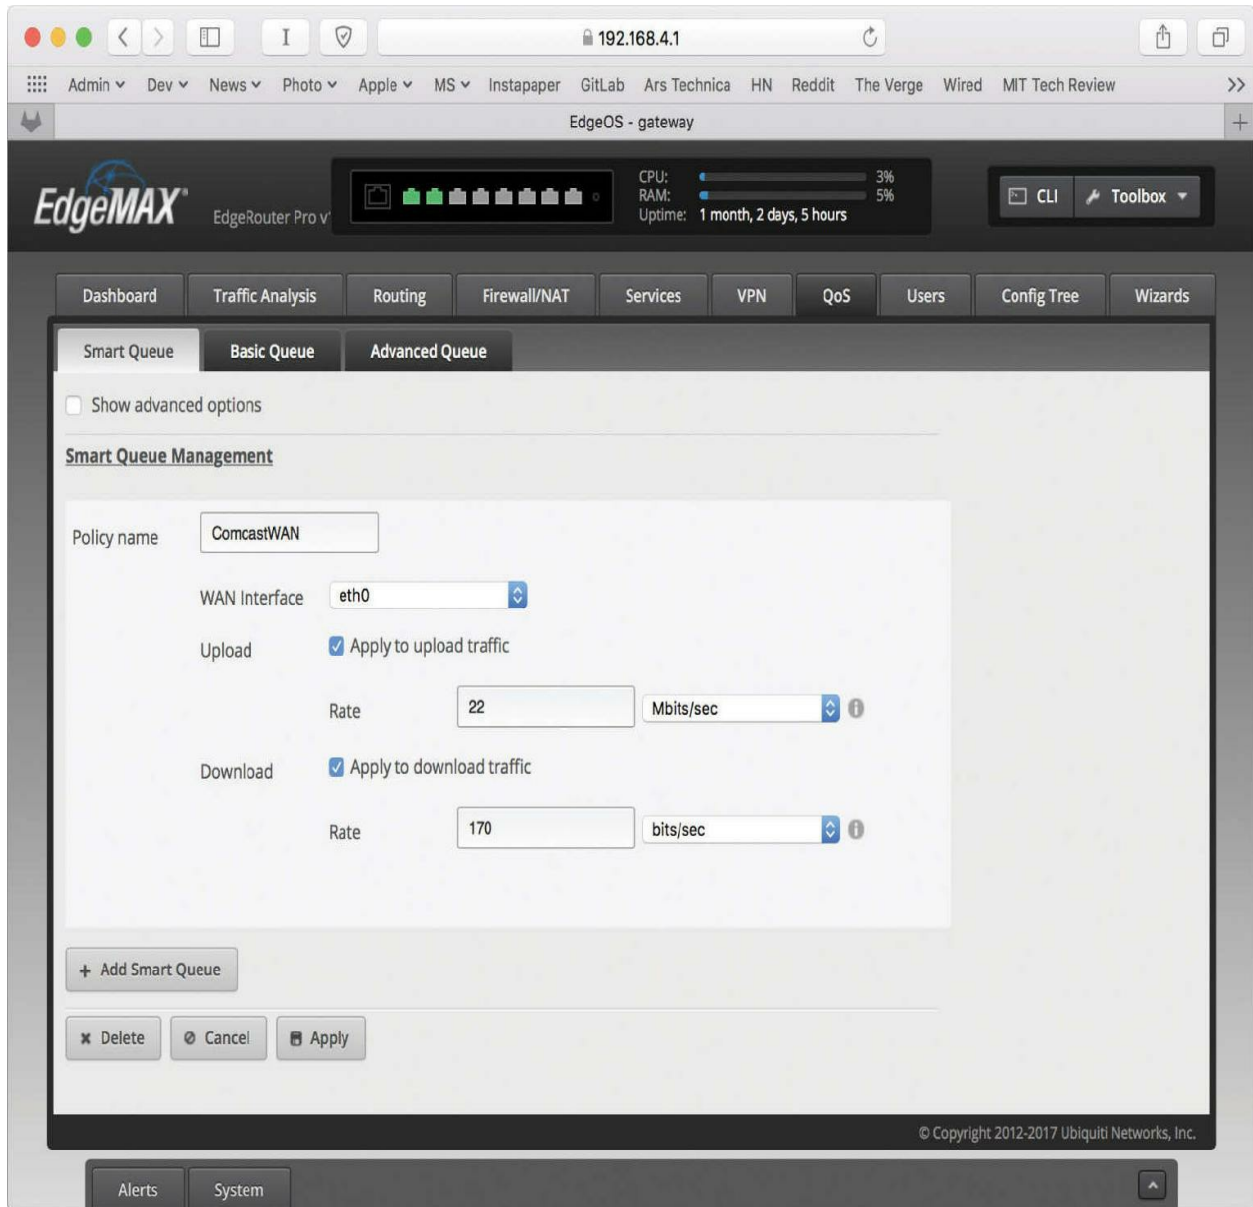 192.168.4.1
Admin Dev News Photo Apple MS Instapaper GitLab Ars Technica HN Reddit The Verge Wired MIT Tech Review >>
EdgeOS - gateway
EdgeMAX® EdgeRouter Pro v1
CPU: 3%
RAM: 5%
Uptime: 1 month, 2 days, 5 hours
CLI Toolbox
Dashboard Traffic Analysis Routing Firewall/NAT Services VPN QoS Users Config Tree Wizards
Smart Queue Basic Queue Advanced Queue
Show advanced options
Smart Queue Management
Policy name ComcastWAN
WAN Interface eth0
Upload Apply to upload traffic
Rate 22 Mbits/sec
Download Apply to download traffic
Rate 170 bits/sec
+ Add Smart Queue
Delete Cancel Apply
© Copyright 2012-2017 Ubiquiti Networks, Inc.
Alerts System